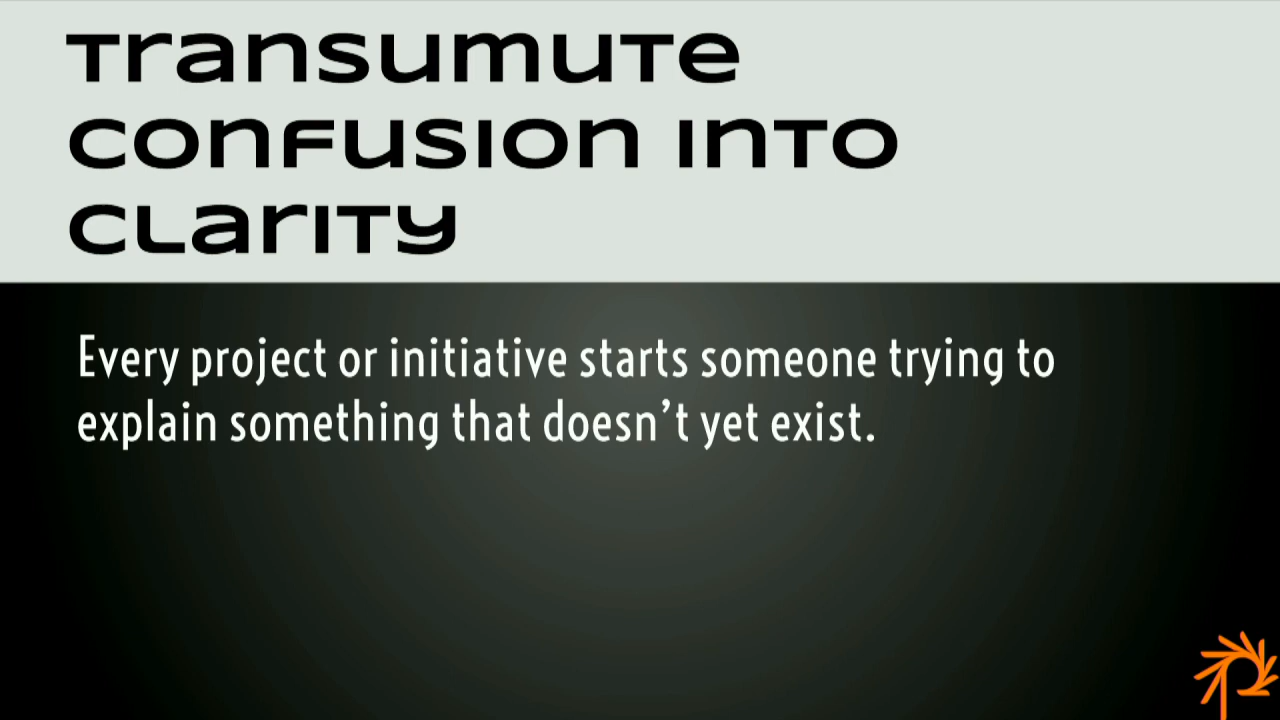 Transumute
confusion into
clarity
Every project or initiative starts someone trying to
explain something that doesn’t yet exist.